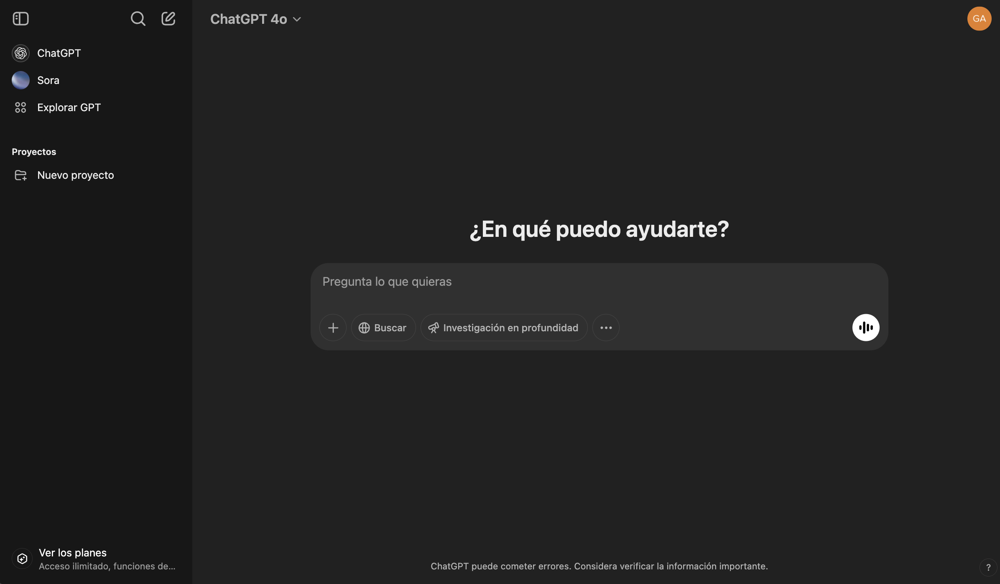 ChatGPT 4o
GA
ChatGPT
Sora
Explorar GPT
Proyectos
Nuevo proyecto
¿En qué puedo ayudarte?
Pregunta lo que quieras
Buscar
Investigación en profundidad
Ver los planes
Acceso ilimitado, funciones de...
ChatGPT puede cometer errores. Considera verificar la información importante.
?